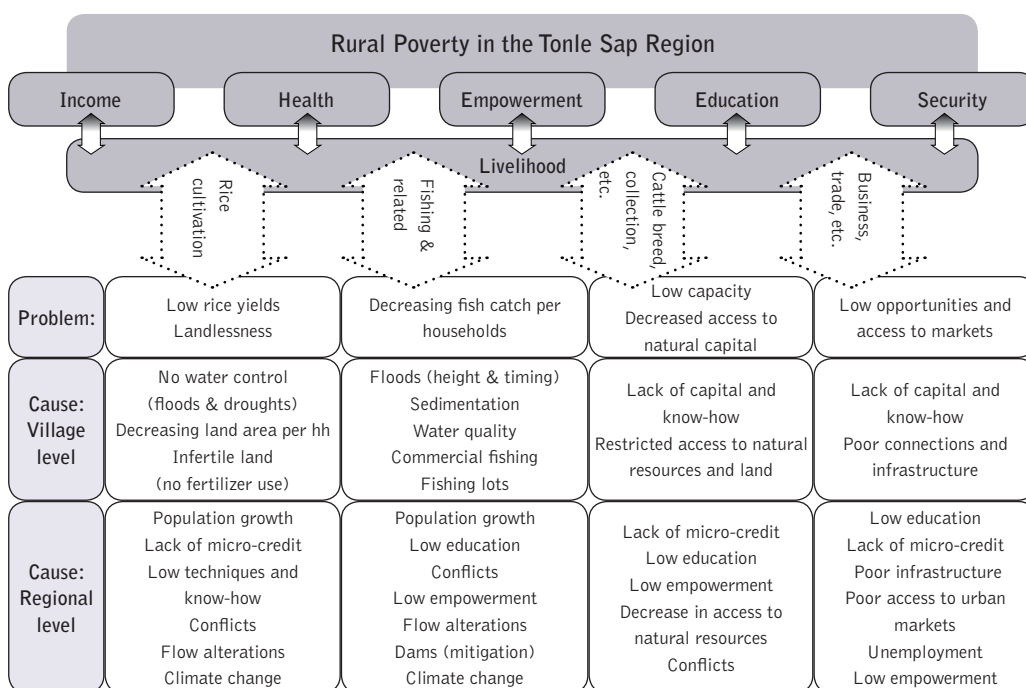 Rural Poverty in the Tonle Sap Region
Income
Health
Empowerment
Education
Security
Livelihood
Rice
cultivation
Fishing &
related
Cattle breed,
collection,
etc.
Business,
trade, etc.
Problem:
Low rice yields
Landlessness
Decreasing fish catch per
households
Low capacity
Decreased access to
natural capital
Low opportunities and
access to markets
Cause:
Village
level
No water control
(floods & droughts)
Decreasing land area per hh
Infertile land
(no fertilizer use)
Floods (height & timing)
Sedimentation
Water quality
Commercial fishing
Fishing lots
Lack of capital and
know-how
Restricted access to natural
resources and land
Lack of capital and
know-how
Poor connections and
infrastructure
Cause:
Regional
level
Population growth
Lack of micro-credit
Low techniques and
know-how
Conflicts
Flow alterations
Climate change
Population growth
Low education
Conflicts
Low empowerment
Flow alterations
Dams (mitigation)
Climate change
Lack of micro-credit
Low education
Low empowerment
Decrease in access to
natural resources
Conflicts
Low education
Lack of micro-credit
Poor infrastructure
Poor access to urban
markets
Unemployment
Low empowerment